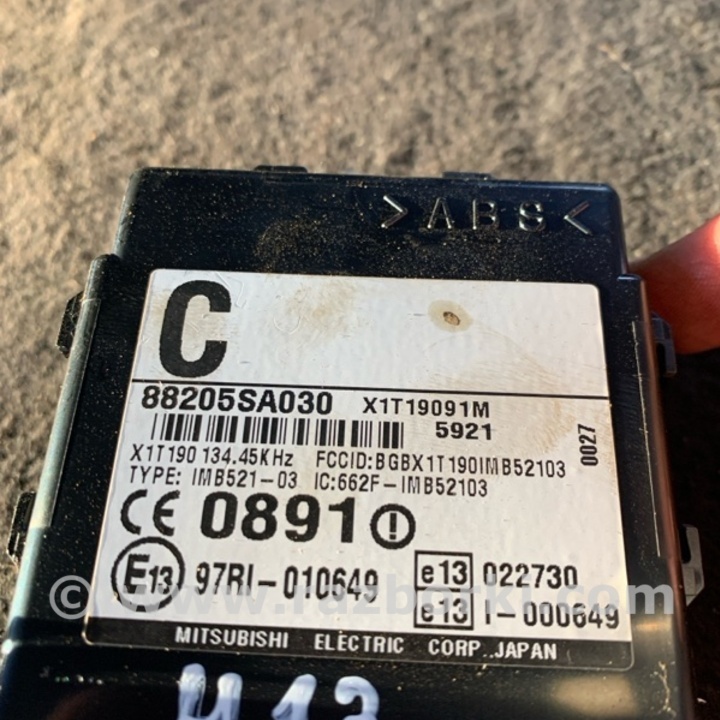 >ABS<
C
88205SA030 X1T19091M
5921
0027
X1T190 134.45KHz FCCID:BGBX1T190IMB52103
TYPE: IMB521-03 IC:662F-IMB52103
CE 0891 !
E13 97RI-010649
e13 022730
e13 I-000649
© www.razborki.com
MITSUBISHI ELECTRIC CORP. JAPAN